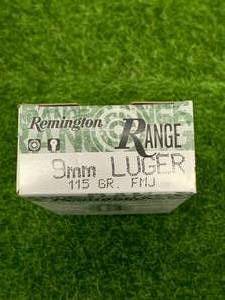 Remington RANGE
9mm LUGER
115 GR. FMJ